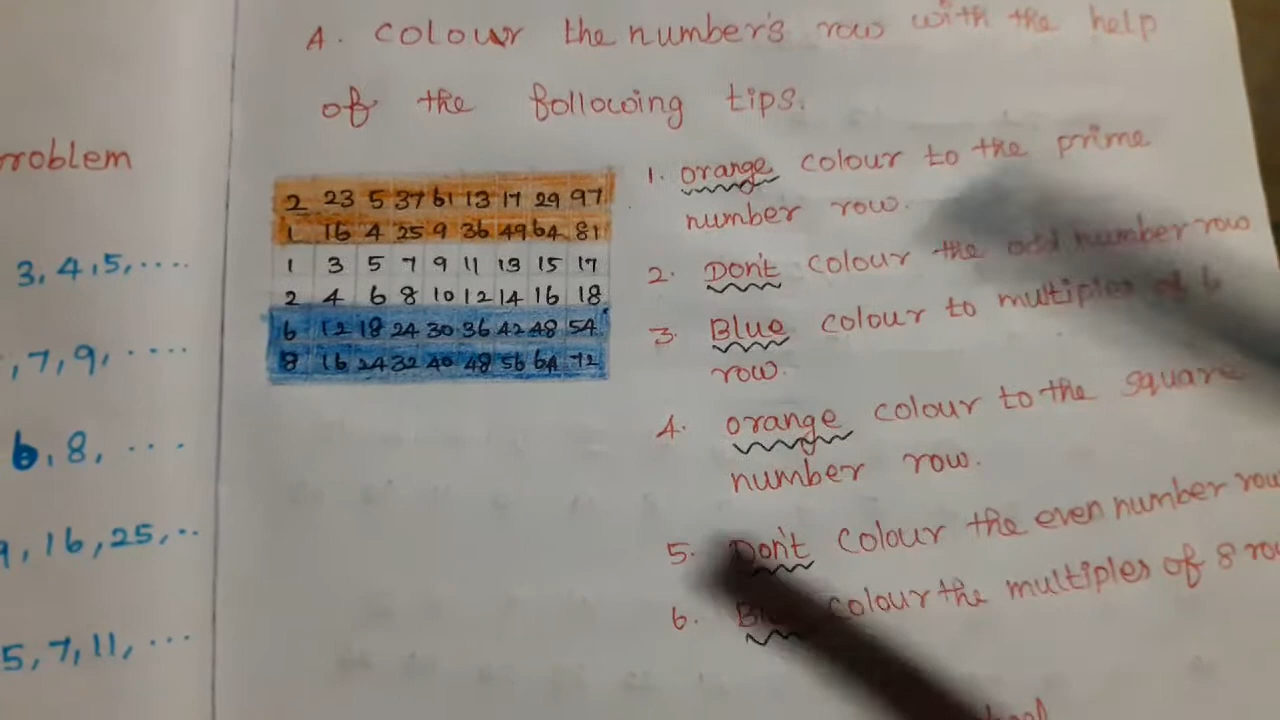 A. Colour the number's row with the help
of the following tips.
roblem
3, 4, 5, ....
, 7, 9, ....
6, 8, ....
9, 16, 25, ..
5, 7, 11, ...
2 23 5 37 61 13 17 29 97
1 16 4 25 9 36 49 64 81
1 3 5 7 9 11 13 15 17
2 4 6 8 10 12 14 16 18
6 12 18 24 30 36 42 48 54
8 16 24 32 40 48 56 64 72
1. orange colour to the prime
number row.
2. Don't colour the odd number row
3. Blue colour to multiples of 6
row.
4. orange colour to the square
number row.
5. Don't colour the even number row
6. Blue colour the multiples of 8 row